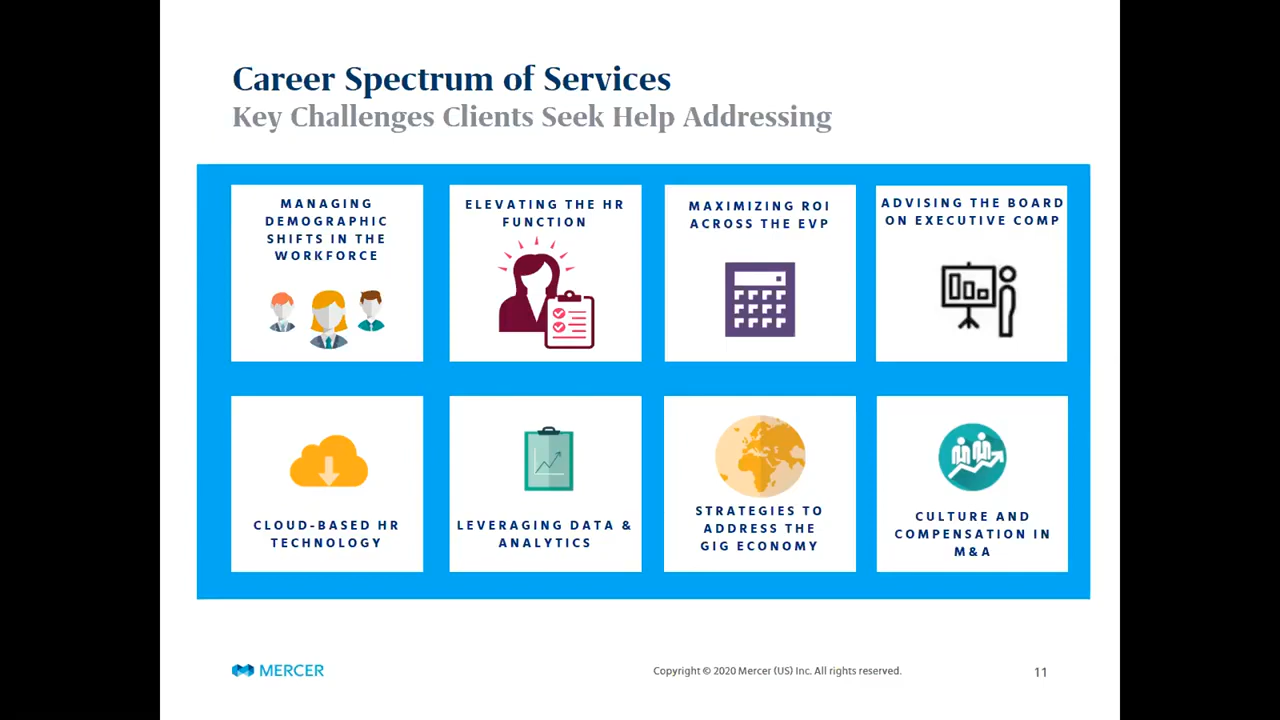 Career Spectrum of Services
Key Challenges Clients Seek Help Addressing
MANAGING
DEMOGRAPHIC
SHIFTS IN THE
WORKFORCE
ELEVATING THE HR
FUNCTION
MAXIMIZING ROI
ACROSS THE EVP
ADVISING THE BOARD
ON EXECUTIVE COMP
CLOUD-BASED HR
TECHNOLOGY
LEVERAGING DATA &
ANALYTICS
STRATEGIES TO
ADDRESS THE
GIG ECONOMY
CULTURE AND
COMPENSATION IN
M&A
MERCER
Copyright © 2020 Mercer (US) Inc. All rights reserved.
11